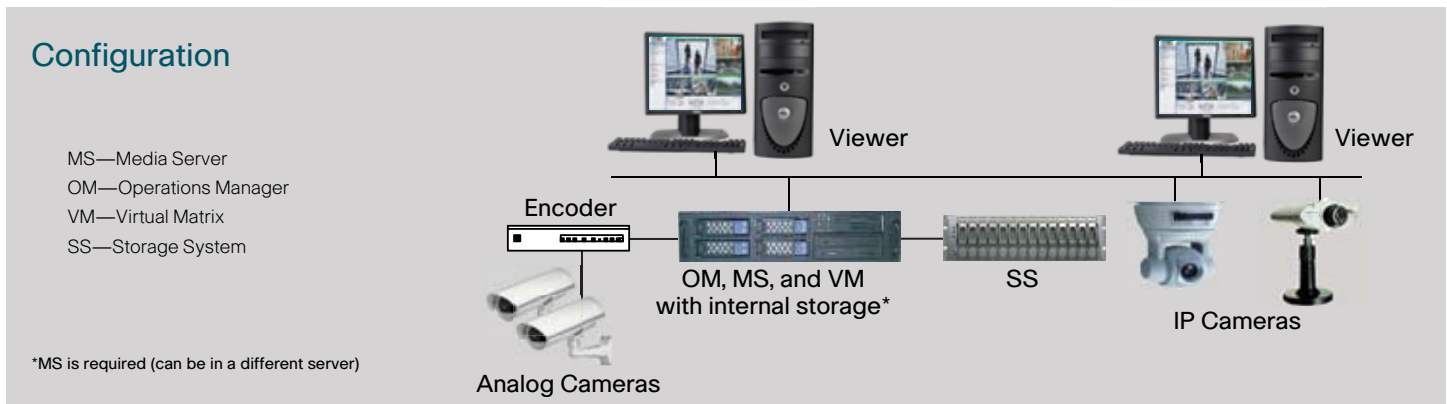 Configuration
MS—Media Server
OM—Operations Manager
VM—Virtual Matrix
SS—Storage System
*MS is required (can be in a different server)
Viewer
Viewer
Encoder
OM, MS, and VM
with internal storage*
SS
IP Cameras
Analog Cameras